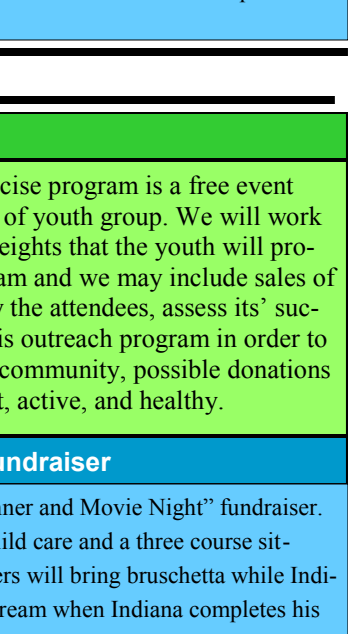 cise program is a free event
of youth group. We will work
eights that the youth will pro-
am and we may include sales of
the attendees, assess its' suc-
is outreach program in order to
community, possible donations
, active, and healthy.
undraiser
ner and Movie Night” fundraiser.
ild care and a three course sit-
ers will bring bruschetta while Indi-
ream when Indiana completes his